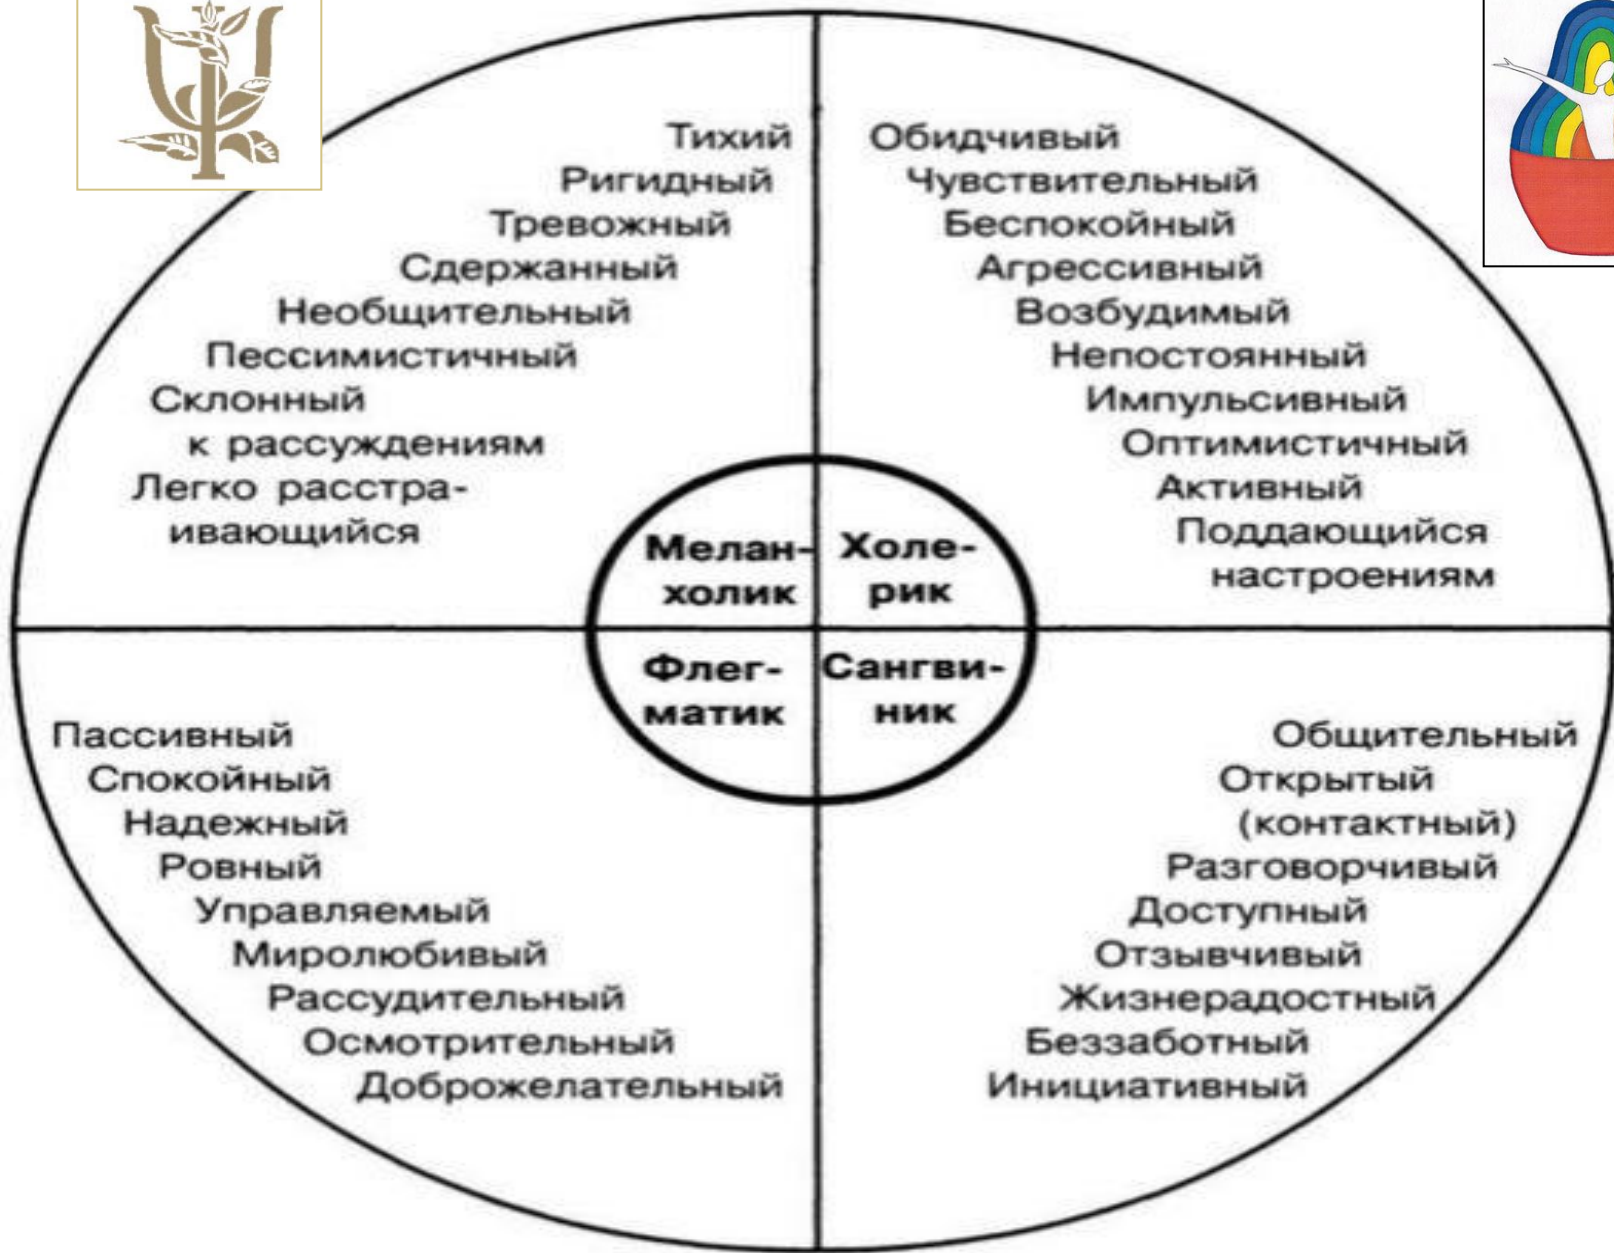 Тихий
Ригидный
Тревожный
Сдержанный
Необщительный
Пессимистичный
Склонный
к рассуждениям
Легко расстра-
ивающийся
Обидчивый
Чувствительный
Беспокойный
Агрессивный
Возбудимый
Непостоянный
Импульсивный
Оптимистичный
Активный
Поддающийся
настроениям
Мелан-
холик
Холе-
рик
Флег-
матик
Сангви-
ник
Пассивный
Спокойный
Надежный
Ровный
Управляемый
Миролюбивый
Рассудительный
Осмотрительный
Доброжелательный
Общительный
Открытый
(контактный)
Разговорчивый
Доступный
Отзывчивый
Жизнерадостный
Беззаботный
Инициативный